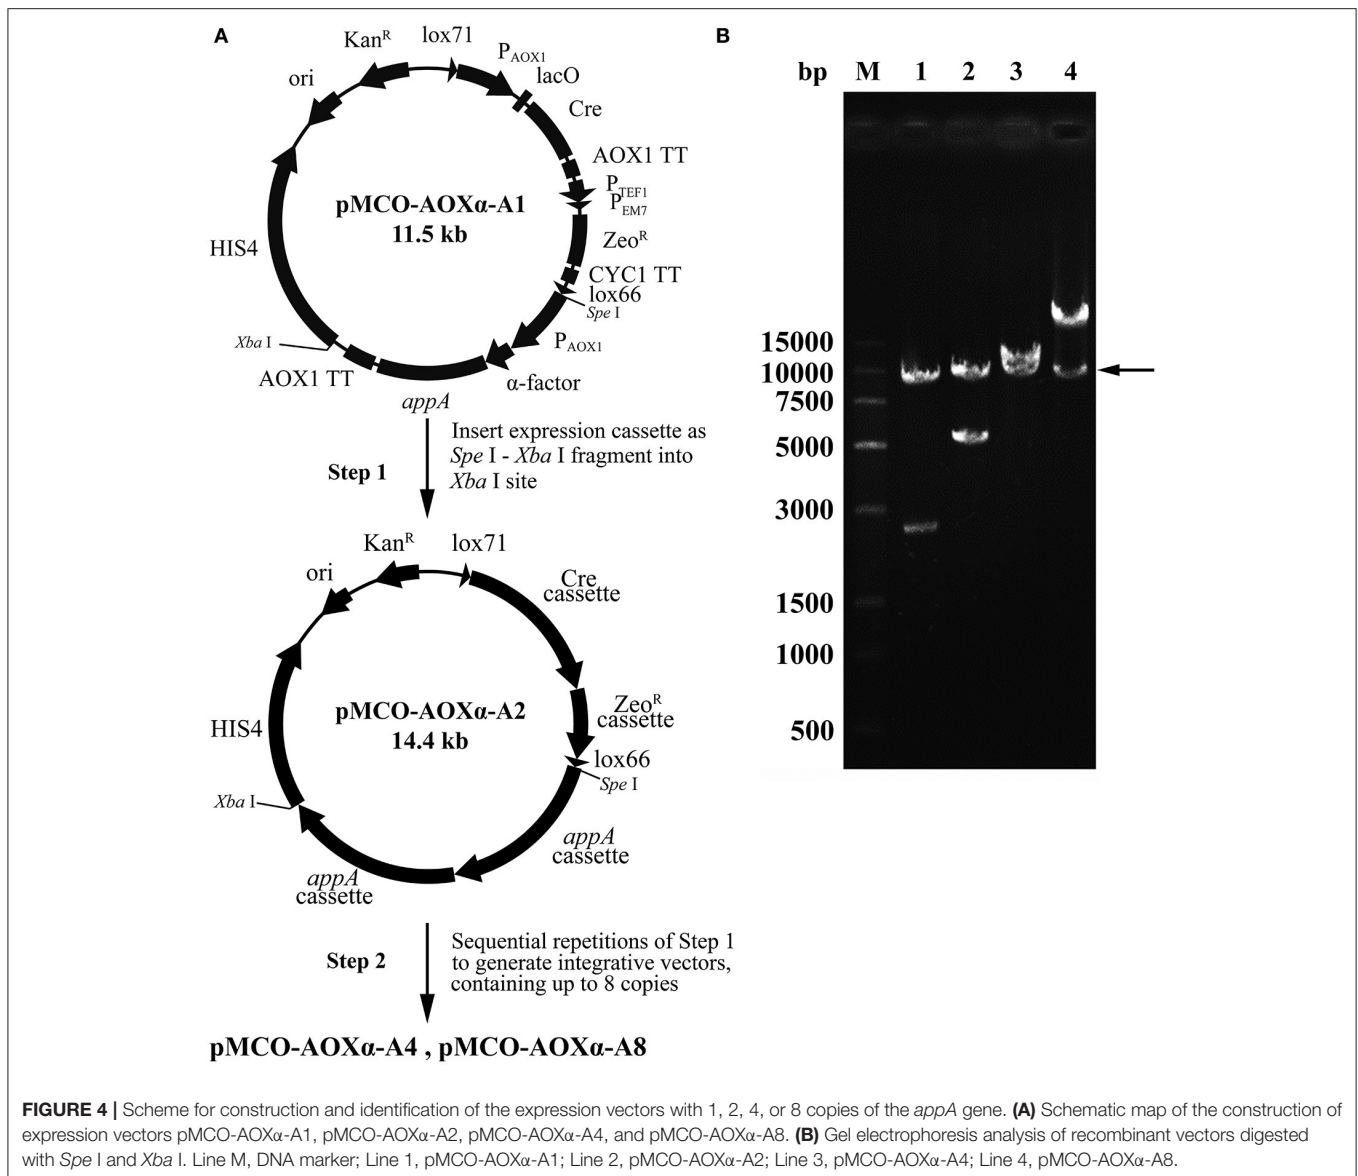 A
Kanᴿ
lox71
P_AOX1
lacO
ori
Cre
AOX1 TT
P_TEF1
P_EM7
pMCO-AOXα-A1
11.5 kb
HIS4
Zeoᴿ
CYC1 TT
lox66
Spe I
Xba I
P_AOX1
AOX1 TT
α-factor
appA
Step 1
Insert expression cassette as
Spe I - Xba I fragment into
Xba I site
Kanᴿ
lox71
ori
Cre
cassette
pMCO-AOXα-A2
14.4 kb
HIS4
Zeoᴿ
cassette
lox66
Spe I
Xba I
appA
cassette
appA
cassette
Step 2
Sequential repetitions of Step 1
to generate integrative vectors,
containing up to 8 copies
pMCO-AOXα-A4 , pMCO-AOXα-A8
B
bp M 1 2 3 4
15000
10000
7500
5000
3000
1500
1000
500
FIGURE 4 | Scheme for construction and identification of the expression vectors with 1, 2, 4, or 8 copies of the appA gene. (A) Schematic map of the construction of
expression vectors pMCO-AOXα-A1, pMCO-AOXα-A2, pMCO-AOXα-A4, and pMCO-AOXα-A8. (B) Gel electrophoresis analysis of recombinant vectors digested
with Spe I and Xba I. Line M, DNA marker; Line 1, pMCO-AOXα-A1; Line 2, pMCO-AOXα-A2; Line 3, pMCO-AOXα-A4; Line 4, pMCO-AOXα-A8.